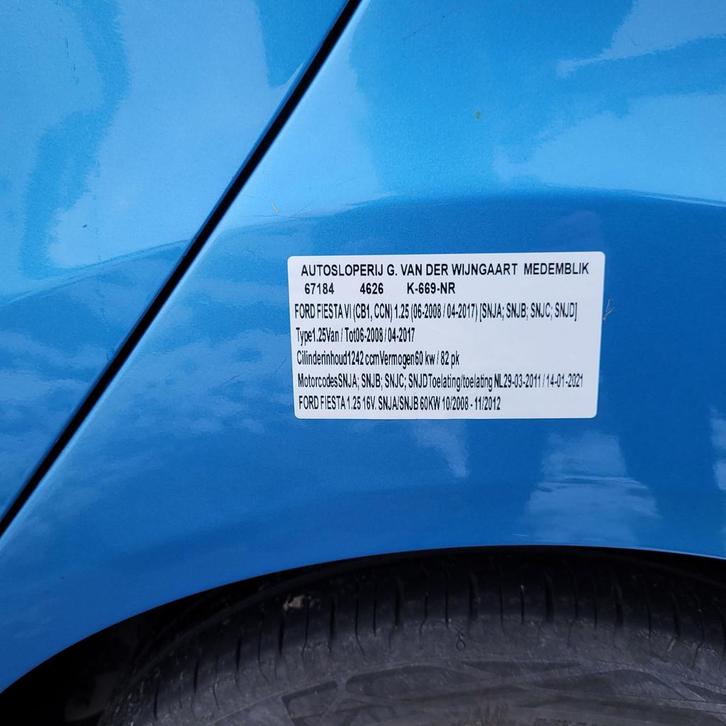 AUTOSLOPERIJ G. VAN DER WIJNGAART MEDEMBLIK
67184 4626 K-669-NR
FORD FIESTA VI (CB1, CCN) 1.25 (06-2008 / 04-2017) [SNJA; SNJB; SNJC; SNJD]
Type1.25Van / Tot06-2008 / 04-2017
Cilinderinhoud1242 ccmVermogen60 kw / 82 pk
MotorcodesSNJA; SNJB; SNJC; SNJDToelating/toelating NL29-03-2011 / 14-01-2021
FORD FIESTA 1.25 16V. SNJA/SNJB 60KW 10/2008 - 11/2012